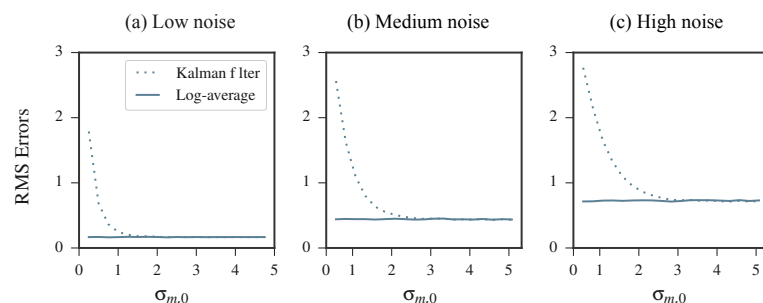 (a) Low noise
(b) Medium noise
(c) High noise
RMS Errors
3
2
1
0
Kalman f lter
Log-average
0 1 2 3 4 5
σm,0
3
2
1
0
0 1 2 3 4 5
σm,0
3
2
1
0
0 1 2 3 4 5
σm,0